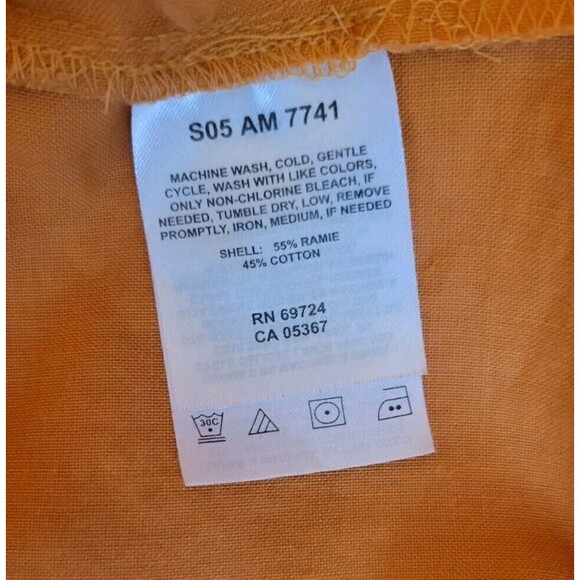 S05 AM 7741
MACHINE WASH, COLD, GENTLE
CYCLE, WASH WITH LIKE COLORS,
ONLY NON-CHLORINE BLEACH, IF
NEEDED, TUMBLE DRY, LOW, REMOVE
PROMPTLY, IRON, MEDIUM, IF NEEDED
SHELL: 55% RAMIE
45% COTTON
RN 69724
CA 05367
30C